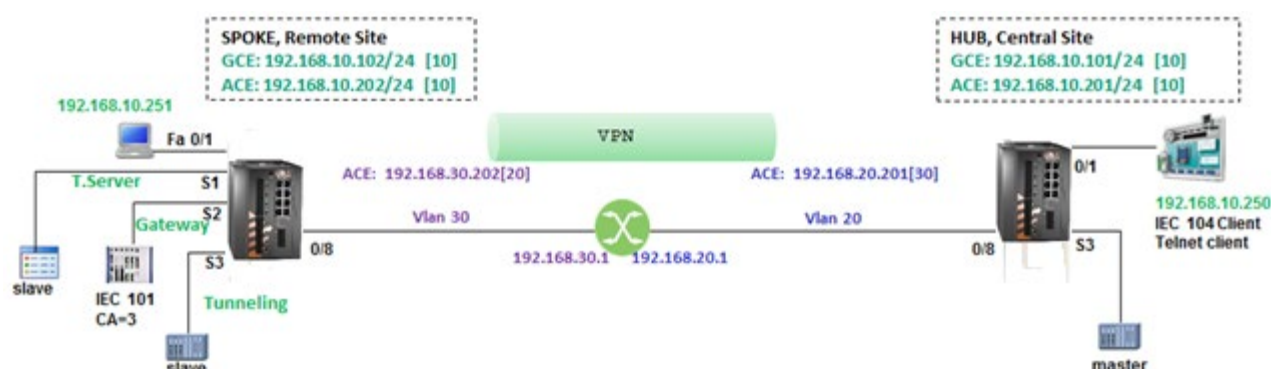 SPOKE, Remote Site
GCE: 192.168.10.102/24 [10]
ACE: 192.168.10.202/24 [10]
HUB, Central Site
GCE: 192.168.10.101/24 [10]
ACE: 192.168.10.201/24 [10]
192.168.10.251
Fa 0/1
VPN
T.Server
S1
ACE: 192.168.30.202[20]
ACE: 192.168.20.201[30]
0/1
S2
Gateway
Vlan 30
Vlan 20
192.168.10.250
IEC 104 Client
Telnet client
S3
0/8
192.168.30.1
192.168.20.1
0/8
S3
slave
IEC 101
CA=3
Tunneling
slave
master